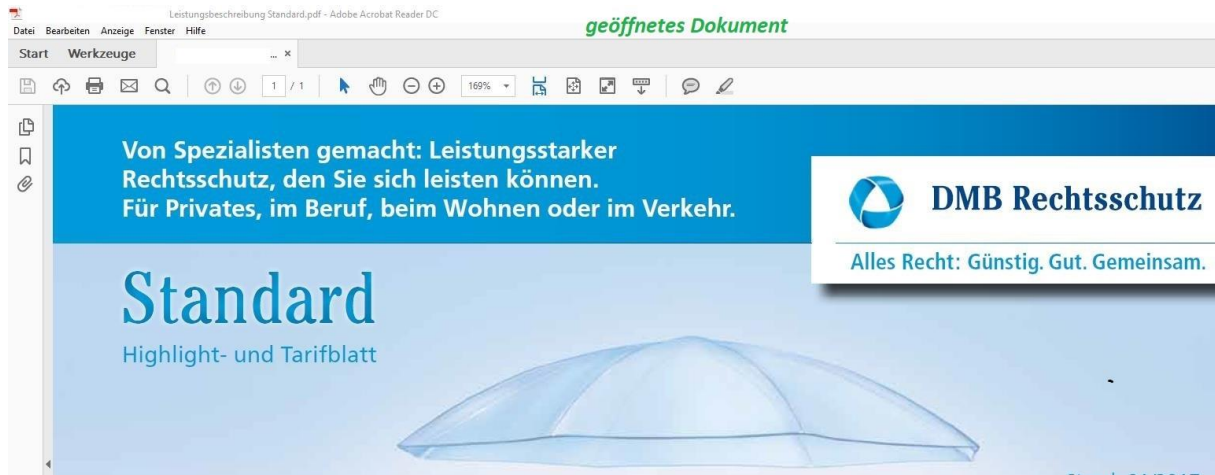 Leistungsbeschreibung Standard.pdf - Adobe Acrobat Reader DC
geöffnetes Dokument
Datei Bearbeiten Anzeige Fenster Hilfe
Start Werkzeuge ... ×
1 / 1 169%
Von Spezialisten gemacht: Leistungsstarker
Rechtsschutz, den Sie sich leisten können.
Für Privates, im Beruf, beim Wohnen oder im Verkehr.
DMB Rechtsschutz
Alles Recht: Günstig. Gut. Gemeinsam.
Standard
Highlight- und Tarifblatt